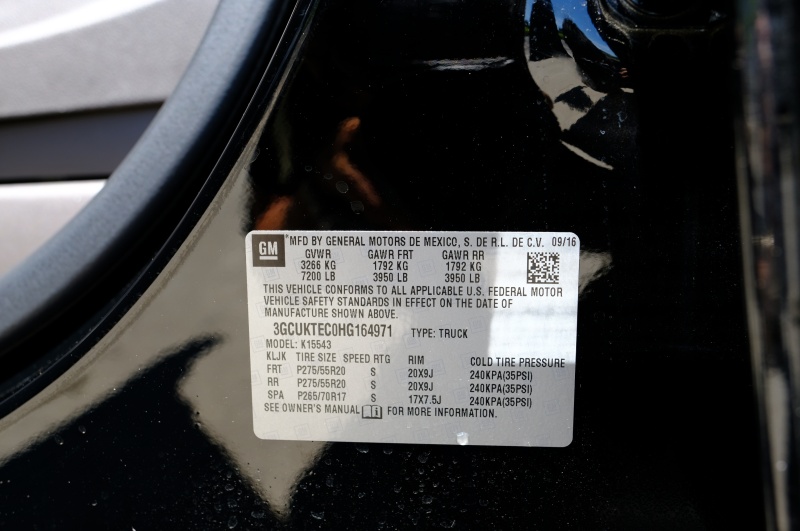 GM MFD BY GENERAL MOTORS DE MEXICO, S. DE R.L. DE C.V. 09/16
GVWR GAWR FRT GAWR RR
3266 KG 1792 KG 1792 KG
7200 LB 3950 LB 3950 LB
THIS VEHICLE CONFORMS TO ALL APPLICABLE U.S. FEDERAL MOTOR
VEHICLE SAFETY STANDARDS IN EFFECT ON THE DATE OF
MANUFACTURE SHOWN ABOVE.
3GCUKTEC0HG164971 TYPE: TRUCK
MODEL: K15543
KLJK TIRE SIZE SPEED RTG RIM COLD TIRE PRESSURE
FRT P275/55R20 S 20X9J 240KPA(35PSI)
RR P275/55R20 S 20X9J 240KPA(35PSI)
SPA P265/70R17 S 17X7.5J 240KPA(35PSI)
SEE OWNER'S MANUAL FOR MORE INFORMATION.